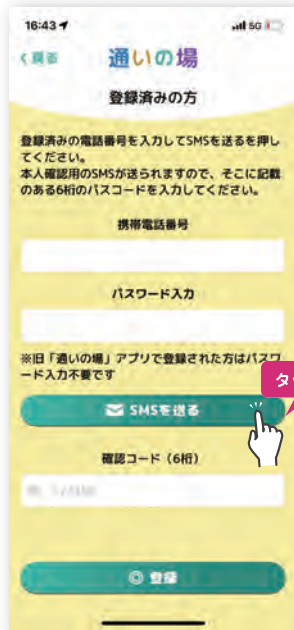 16:43
5G
< 戻る
通いの場
登録済みの方
登録済みの電話番号を入力してSMSを送るを押し
てください。
本人確認用のSMSが送られますので、そこに記載
のある6桁のパスコードを入力してください。
携帯電話番号
パスワード入力
※旧「通いの場」アプリで登録された方はパスワ
ード入力不要です
SMSを送る
タ
確認コード（6桁）
◎ 登録